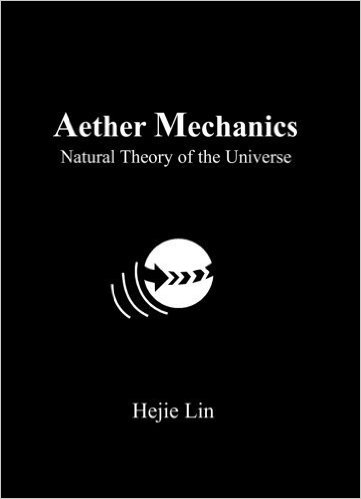 Aether Mechanics
Natural Theory of the Universe
Hejie Lin